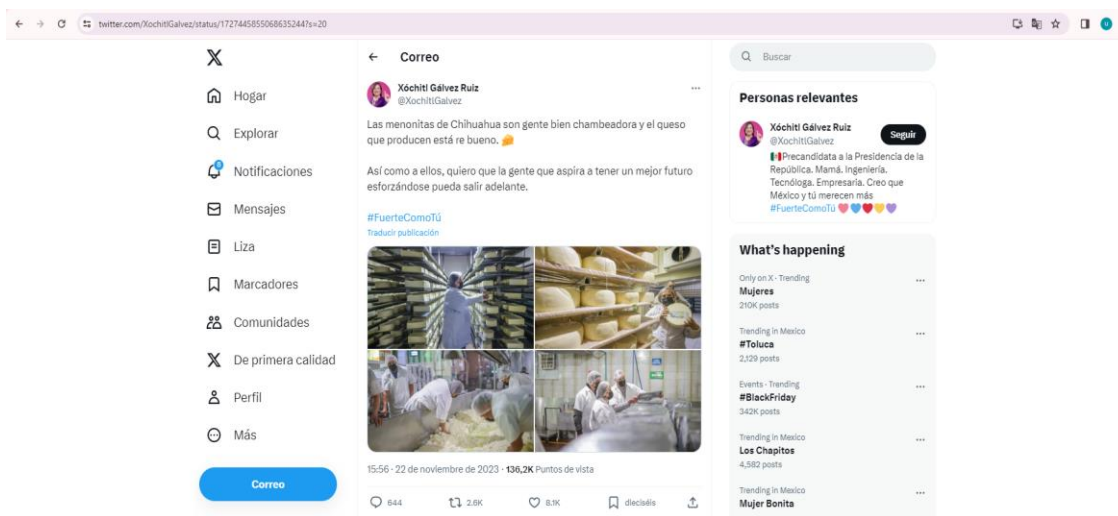 twitter.com/XochitlGalvez/status/1727445855068635244?s=20
Hogar
Explorar
Notificaciones
Mensajes
Liza
Marcadores
Comunidades
De primera calidad
Perfil
Más
Correo
Correo
Xóchitl Gálvez Ruiz
@XochitlGalvez
Las menonitas de Chihuahua son gente bien chambeadora y el queso
que producen está re bueno.
Así como a ellos, quiero que la gente que aspira a tener un mejor futuro
esforzándose pueda salir adelante.
#FuerteComoTú
Traducir publicación
15:56 · 22 de noviembre de 2023 · 136,2K Puntos de vista
644
2.6K
8.1K
dieciséis
Buscar
Personas relevantes
Xóchitl Gálvez Ruiz
@XochitlGalvez
Seguir
Precandidata a la Presidencia de la
República. Mamá. Ingeniería.
Tecnóloga. Empresaria. Creo que
México y tú merecen más
#FuerteComoTú
What's happening
Only on X · Trending
Mujeres
210K posts
Trending in Mexico
#Toluca
2,129 posts
Events · Trending
#BlackFriday
342K posts
Trending in Mexico
Los Chapitos
4,582 posts
Trending in Mexico
Mujer Bonita